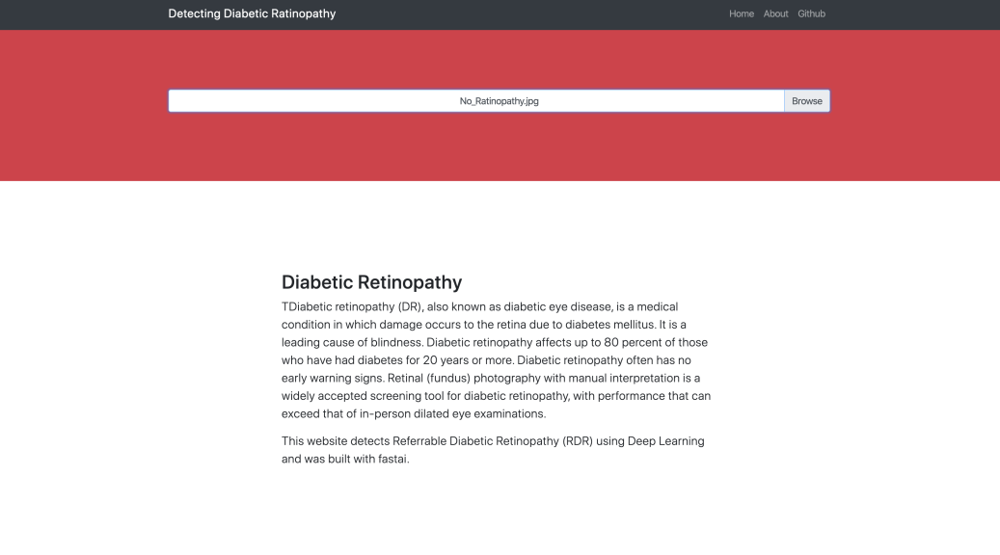 Detecting Diabetic Ratinopathy
Home About Github
No_Ratinopathy.jpg Browse
Diabetic Retinopathy
TDiabetic retinopathy (DR), also known as diabetic eye disease, is a medical
condition in which damage occurs to the retina due to diabetes mellitus. It is a
leading cause of blindness. Diabetic retinopathy affects up to 80 percent of those
who have had diabetes for 20 years or more. Diabetic retinopathy often has no
early warning signs. Retinal (fundus) photography with manual interpretation is a
widely accepted screening tool for diabetic retinopathy, with performance that can
exceed that of in-person dilated eye examinations.
This website detects Referrable Diabetic Retinopathy (RDR) using Deep Learning
and was built with fastai.